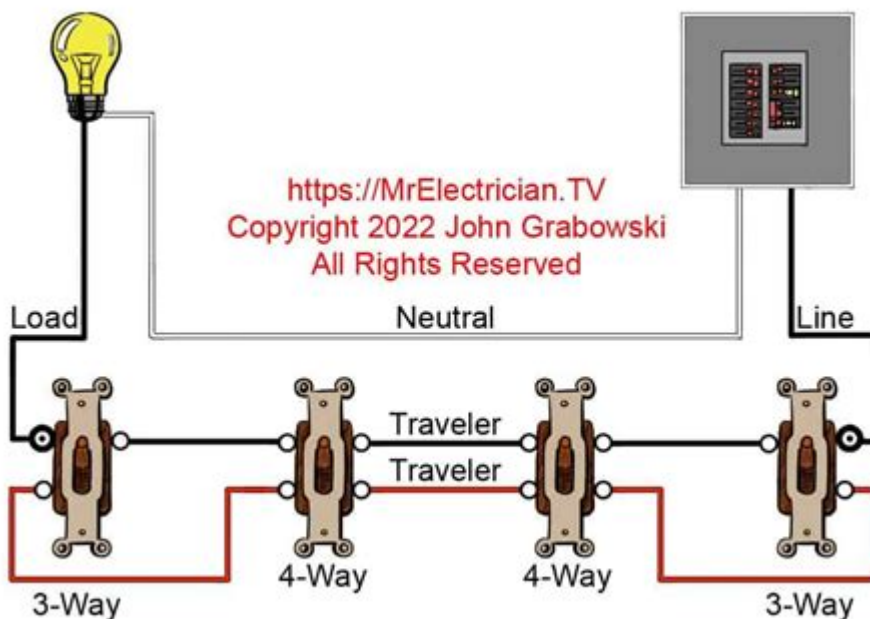 https://MrElectrician.TV
Copyright 2022 John Grabowski
All Rights Reserved
Load
Neutral
Line
Traveler
Traveler
3-Way
4-Way
4-Way
3-Way